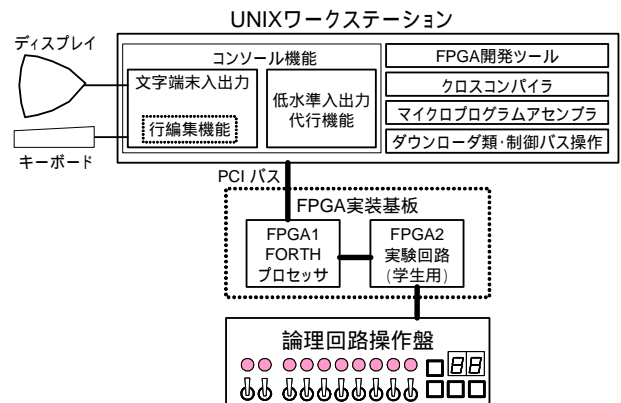 UNIXワークステーション
ディスプレイ
キーボード
コンソール機能
文字端末入出力
行編集機能
低水準入出力
代行機能
FPGA開発ツール
クロスコンパイラ
マイクロプログラムアセンブラ
ダウンローダ類・制御バス操作
PCI バス
FPGA実装基板
FPGA1
FORTH
プロセッサ
FPGA2
実験回路
(学生用)
論理回路操作盤
88